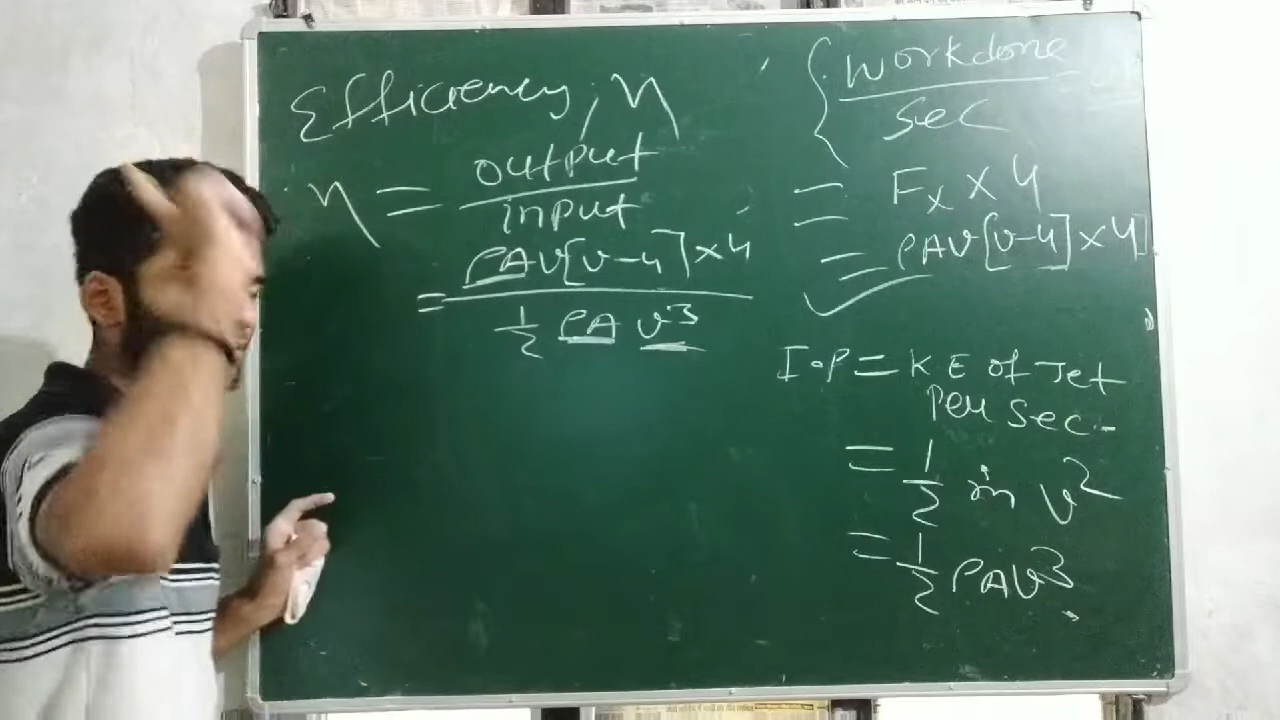 Efficiency, η
η = output / input
= ρAv[v-u]×u / ½ ρA v³
{ Workdone / Sec =
= Fx × u
= ρAv[v-u]×u
I.P = K E of Jet
Per Sec.
= ½ ṁ v²
= ½ ρAv³